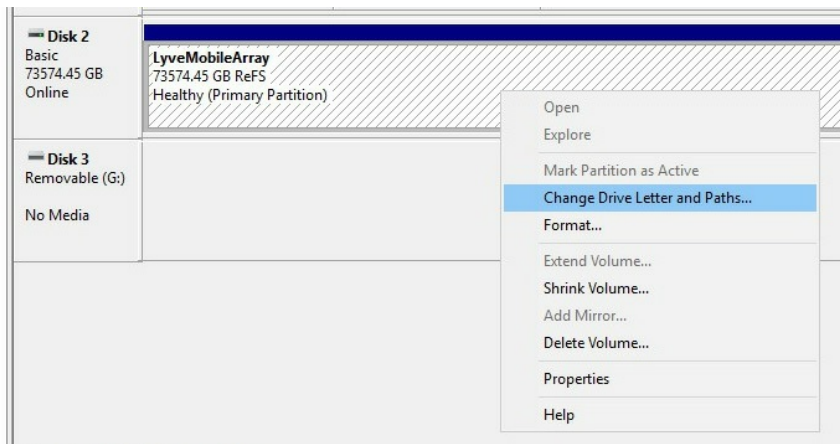 Disk 2
Basic
73574.45 GB
Online
LyveMobileArray
73574.45 GB ReFS
Healthy (Primary Partition)
Disk 3
Removable (G:)
No Media
Open
Explore
Mark Partition as Active
Change Drive Letter and Paths...
Format...
Extend Volume...
Shrink Volume...
Add Mirror...
Delete Volume...
Properties
Help